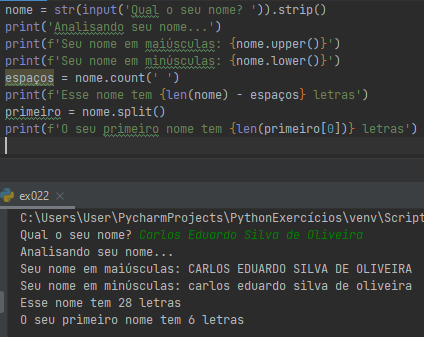 nome = str(input('Qual o seu nome? ')).strip()
print('Analisando seu nome...')
print(f'Seu nome em maiúsculas: {nome.upper()}')
print(f'Seu nome em minúsculas: {nome.lower()}')
espaços = nome.count(' ')
print(f'Esse nome tem {len(nome) - espaços} letras')
primeiro = nome.split()
print(f'O seu primeiro nome tem {len(primeiro[0])} letras')
ex022 ×
C:\Users\User\PycharmProjects\PythonExercícios\venv\Script
Qual o seu nome? Carlos Eduardo Silva de Oliveira
Analisando seu nome...
Seu nome em maiúsculas: CARLOS EDUARDO SILVA DE OLIVEIRA
Seu nome em minúsculas: carlos eduardo silva de oliveira
Esse nome tem 28 letras
O seu primeiro nome tem 6 letras